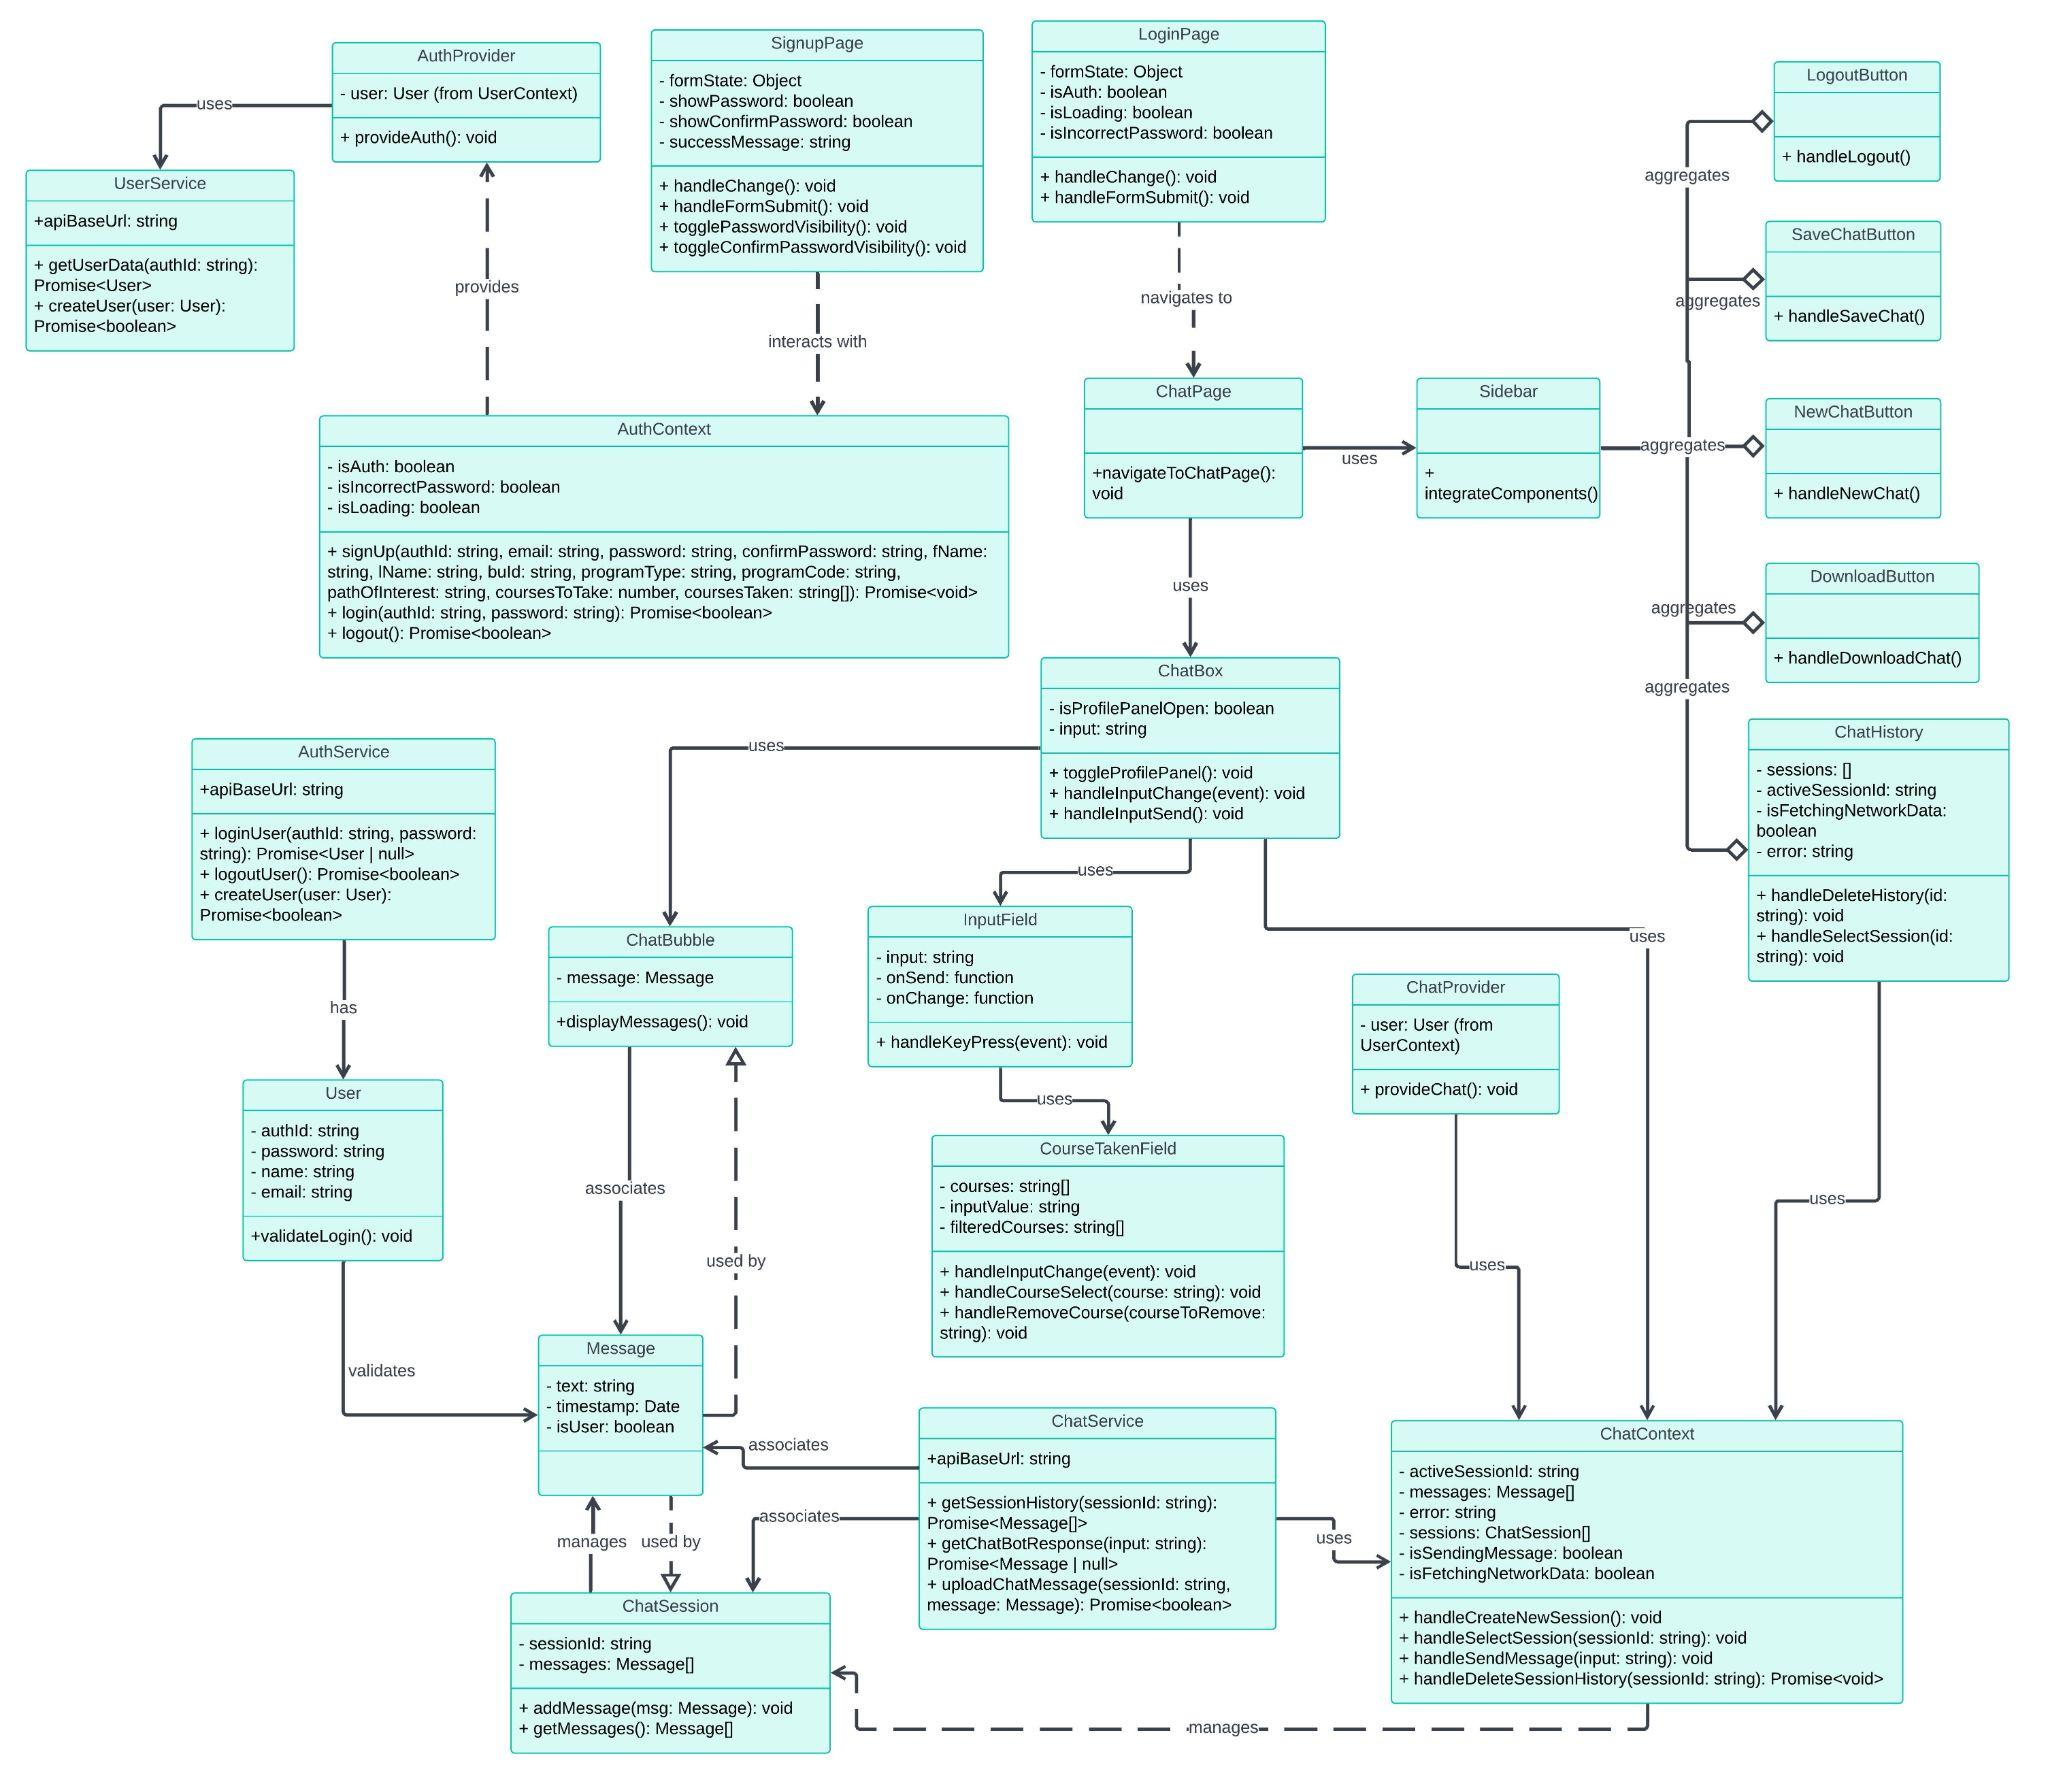 AuthProvider
- user: User (from UserContext)
+ provideAuth(): void
uses
UserService
+apiBaseUrl: string
+ getUserData(authId: string):
Promise<User>
+ createUser(user: User):
Promise<boolean>
provides
SignupPage
- formState: Object
- showPassword: boolean
- showConfirmPassword: boolean
- successMessage: string
+ handleChange(): void
+ handleFormSubmit(): void
+ togglePasswordVisibility(): void
+ toggleConfirmPasswordVisibility(): void
interacts with
LoginPage
- formState: Object
- isAuth: boolean
- isLoading: boolean
- isIncorrectPassword: boolean
+ handleChange(): void
+ handleFormSubmit(): void
navigates to
AuthContext
- isAuth: boolean
- isIncorrectPassword: boolean
- isLoading: boolean
+ signUp(authId: string, email: string, password: string, confirmPassword: string, fName:
string, lName: string, buId: string, programType: string, programCode: string,
pathOfInterest: string, coursesToTake: number, coursesTaken: string[]): Promise<void>
+ login(authId: string, password: string): Promise<boolean>
+ logout(): Promise<boolean>
ChatPage
+navigateToChatPage():
void
uses
Sidebar
+
integrateComponents()
aggregates
LogoutButton
+ handleLogout()
aggregates
SaveChatButton
+ handleSaveChat()
aggregates
NewChatButton
+ handleNewChat()
aggregates
DownloadButton
+ handleDownloadChat()
aggregates
ChatHistory
- sessions: []
- activeSessionId: string
- isFetchingNetworkData:
boolean
- error: string
+ handleDeleteHistory(id:
string): void
+ handleSelectSession(id:
string): void
uses
ChatBox
- isProfilePanelOpen: boolean
- input: string
+ toggleProfilePanel(): void
+ handleInputChange(event): void
+ handleInputSend(): void
uses
uses
uses
AuthService
+apiBaseUrl: string
+ loginUser(authId: string, password:
string): Promise<User | null>
+ logoutUser(): Promise<boolean>
+ createUser(user: User):
Promise<boolean>
has
ChatBubble
- message: Message
+displayMessages(): void
InputField
- input: string
- onSend: function
- onChange: function
+ handleKeyPress(event): void
uses
ChatProvider
- user: User (from
UserContext)
+ provideChat(): void
uses
User
- authId: string
- password: string
- name: string
- email: string
+validateLogin(): void
validates
associates
used by
CourseTakenField
- courses: string[]
- inputValue: string
- filteredCourses: string[]
+ handleInputChange(event): void
+ handleCourseSelect(course: string): void
+ handleRemoveCourse(courseToRemove:
string): void
uses
Message
- text: string
- timestamp: Date
- isUser: boolean
associates
associates
manages
used by
ChatService
+apiBaseUrl: string
+ getSessionHistory(sessionId: string):
Promise<Message[]>
+ getChatBotResponse(input: string):
Promise<Message | null>
+ uploadChatMessage(sessionId: string,
message: Message): Promise<boolean>
uses
ChatContext
- activeSessionId: string
- messages: Message[]
- error: string
- sessions: ChatSession[]
- isSendingMessage: boolean
- isFetchingNetworkData: boolean
+ handleCreateNewSession(): void
+ handleSelectSession(sessionId: string): void
+ handleSendMessage(input: string): void
+ handleDeleteSessionHistory(sessionId: string): Promise<void>
ChatSession
- sessionId: string
- messages: Message[]
+ addMessage(msg: Message): void
+ getMessages(): Message[]
manages